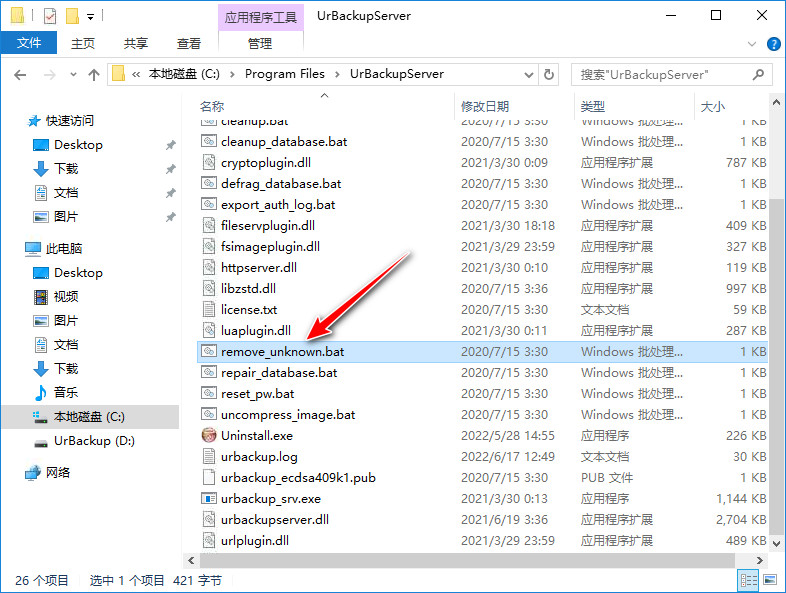 应用程序工具 UrBackupServer
文件 主页 共享 查看 管理
« 本地磁盘 (C:) › Program Files › UrBackupServer 搜索"UrBackupServer"
名称 修改日期 类型 大小
快速访问
Desktop
下载
文档
图片
此电脑
Desktop
视频
图片
文档
下载
音乐
本地磁盘 (C:)
UrBackup (D:)
网络
cleanup.bat 2020/7/15 3:30 Windows 批处理... 1 KB
cleanup_database.bat 2020/7/15 3:30 Windows 批处理... 1 KB
cryptoplugin.dll 2021/3/30 0:09 应用程序扩展 787 KB
defrag_database.bat 2020/7/15 3:30 Windows 批处理... 1 KB
export_auth_log.bat 2020/7/15 3:30 Windows 批处理... 1 KB
fileservplugin.dll 2021/3/30 18:18 应用程序扩展 409 KB
fsimageplugin.dll 2021/3/29 23:59 应用程序扩展 327 KB
httpserver.dll 2021/3/30 0:10 应用程序扩展 119 KB
libzstd.dll 2020/7/15 3:36 应用程序扩展 997 KB
license.txt 2020/7/15 3:30 文本文档 59 KB
luaplugin.dll 2021/3/30 0:11 应用程序扩展 287 KB
remove_unknown.bat 2020/7/15 3:30 Windows 批处理... 1 KB
repair_database.bat 2020/7/15 3:30 Windows 批处理... 1 KB
reset_pw.bat 2020/7/15 3:30 Windows 批处理... 1 KB
uncompress_image.bat 2020/7/15 3:30 Windows 批处理... 1 KB
Uninstall.exe 2022/5/28 14:55 应用程序 226 KB
urbackup.log 2022/6/17 12:49 文本文档 30 KB
urbackup_ecdsa409k1.pub 2020/7/15 3:30 PUB 文件 1 KB
urbackup_srv.exe 2021/3/30 0:13 应用程序 1,144 KB
urbackupserver.dll 2021/6/19 3:36 应用程序扩展 2,704 KB
urlplugin.dll 2021/3/29 23:59 应用程序扩展 489 KB
26 个项目 选中 1 个项目 421 字节